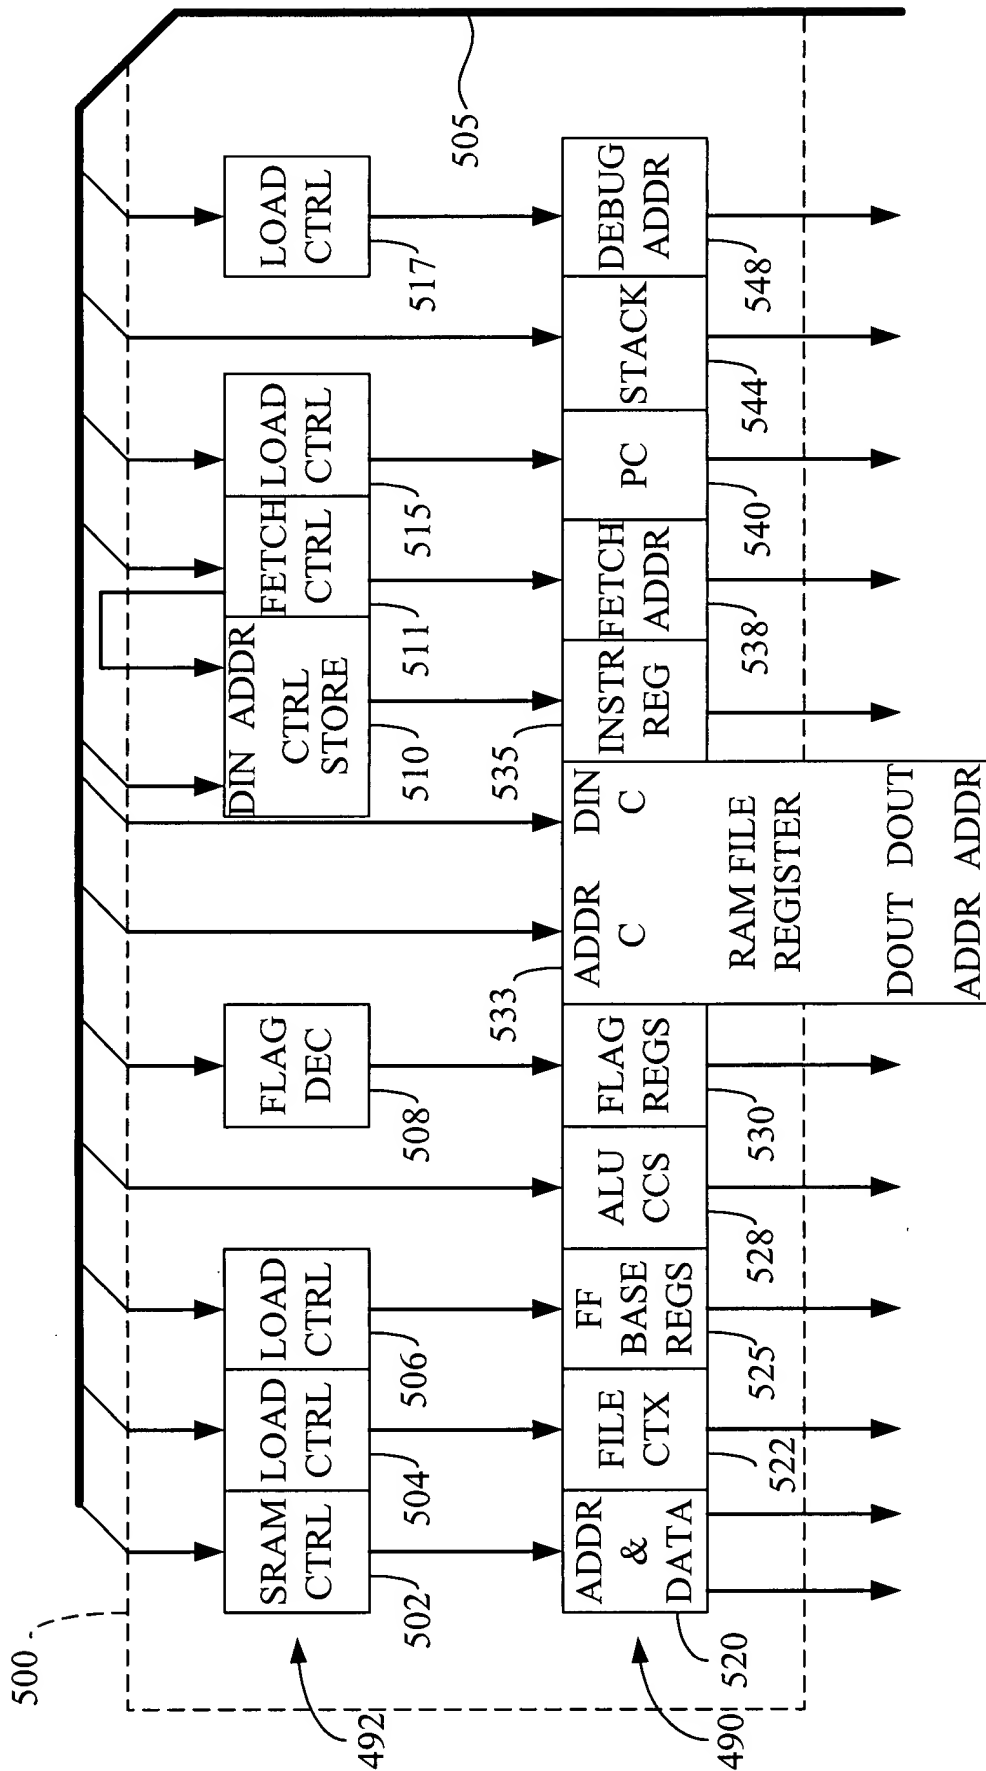 500
505
492
SRAM
CTRL
502
LOAD
CTRL
504
LOAD
CTRL
506
FLAG
DEC
508
DIN ADDR
CTRL
STORE
510
FETCH
CTRL
511
LOAD
CTRL
515
LOAD
CTRL
517
490
ADDR
&
DATA
520
FILE
CTX
522
FF
BASE
REGS
525
ALU
CCS
528
FLAG
REGS
530
533
ADDR DIN
C C
RAM FILE
REGISTER
DOUT DOUT
ADDR ADDR
535
INSTR
REG
FETCH
ADDR
538
PC
540
STACK
544
DEBUG
ADDR
548